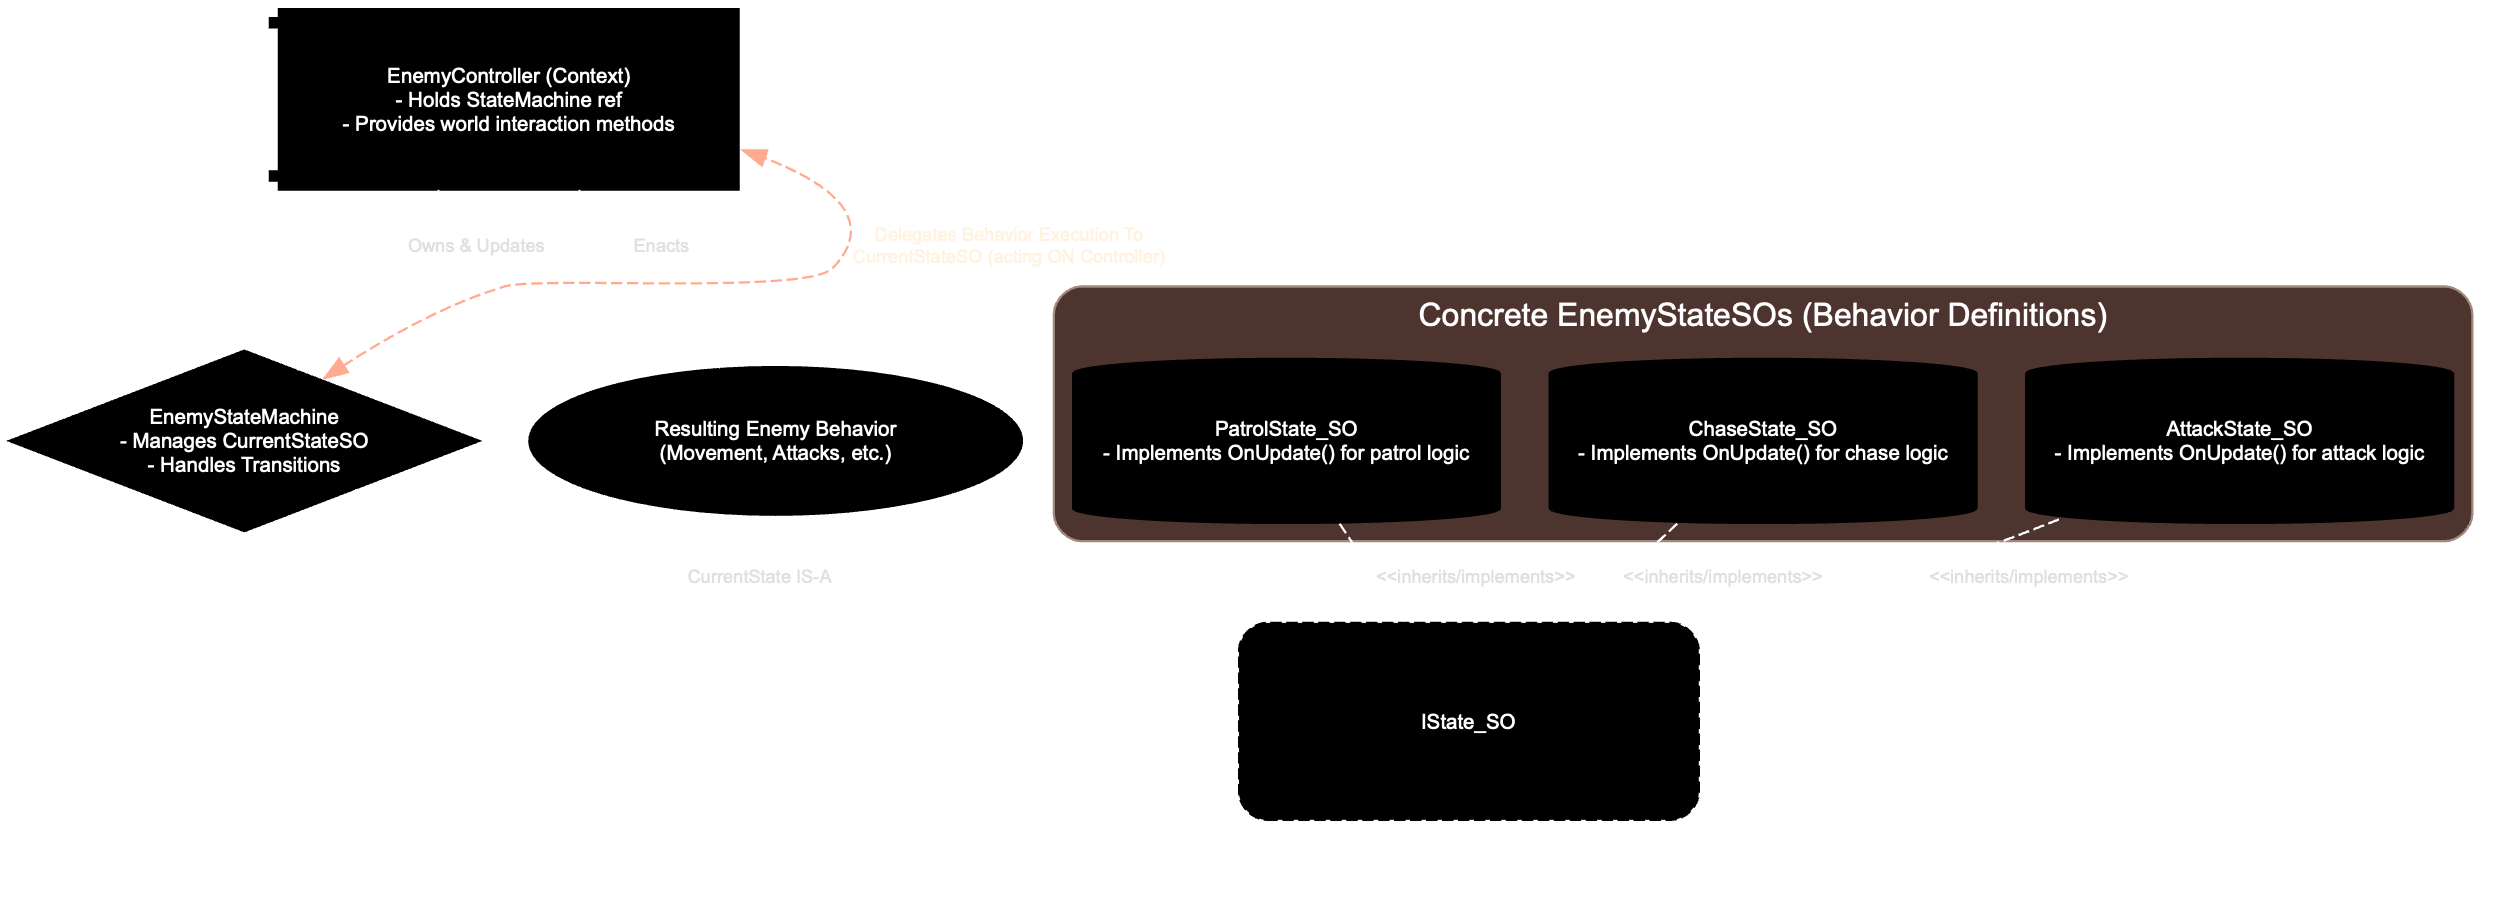 EnemyController (Context)
- Holds StateMachine ref
- Provides world interaction methods
Owns & Updates
Enacts
Delegates Behavior Execution To
CurrentStateSO (acting ON Controller)
Concrete EnemyStateSOs (Behavior Definitions)
EnemyStateMachine
- Manages CurrentStateSO
- Handles Transitions
Resulting Enemy Behavior
(Movement, Attacks, etc.)
PatrolState_SO
- Implements OnUpdate() for patrol logic
ChaseState_SO
- Implements OnUpdate() for chase logic
AttackState_SO
- Implements OnUpdate() for attack logic
CurrentState IS-A
<<inherits/implements>>
<<inherits/implements>>
<<inherits/implements>>
IState_SO